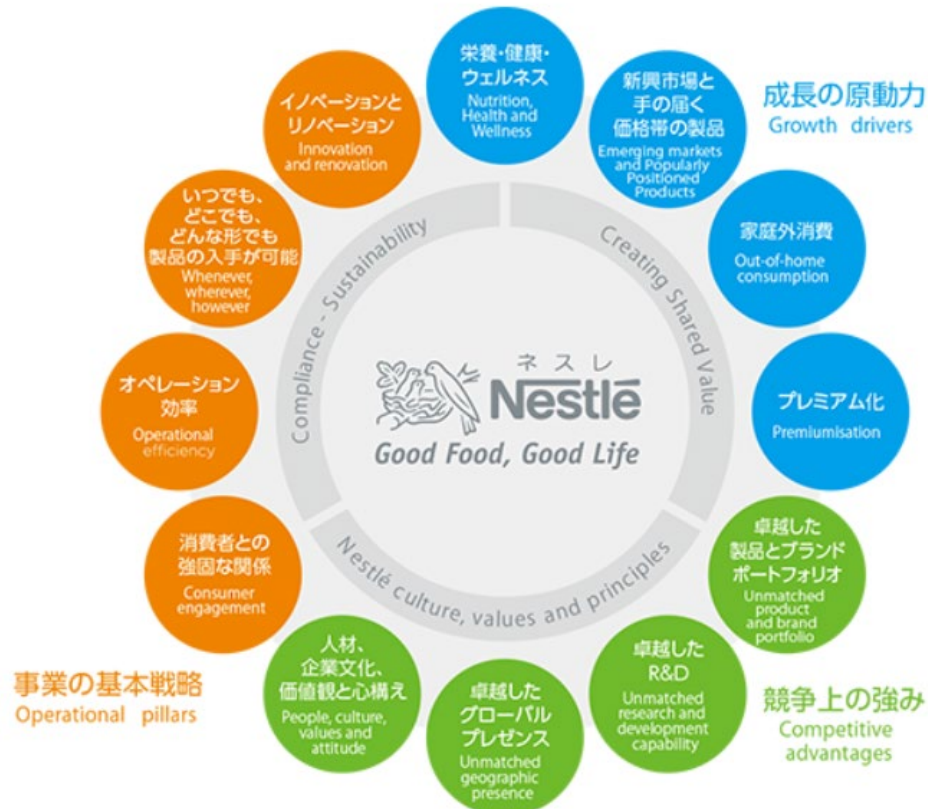 栄養・健康・
ウェルネス
Nutrition,
Health and
Wellness
新興市場と
手の届く
価格帯の製品
Emerging markets
and Popularly
Positioned
Products
成長の原動力
Growth drivers
家庭外消費
Out-of-home
consumption
プレミアム化
Premiumisation
卓越した
製品とブランド
ポートフォリオ
Unmatched
product
and brand
portfolio
卓越した
R&D
Unmatched
research and
development
capability
競争上の強み
Competitive
advantages
卓越した
グローバル
プレゼンス
Unmatched
geographic
presence
人材、
企業文化、
価値観と心構え
People, culture,
values and
attitude
事業の基本戦略
Operational pillars
消費者との
強固な関係
Consumer
engagement
オペレーション
効率
Operational
efficiency
いつでも、
どこでも、
どんな形でも
製品の入手が可能
Whenever,
wherever,
however
イノベーションと
リノベーション
Innovation
and renovation
Compliance - Sustainability
Creating Shared Value
Nestlé culture, values and principles
ネスレ
Nestlé
Good Food, Good Life